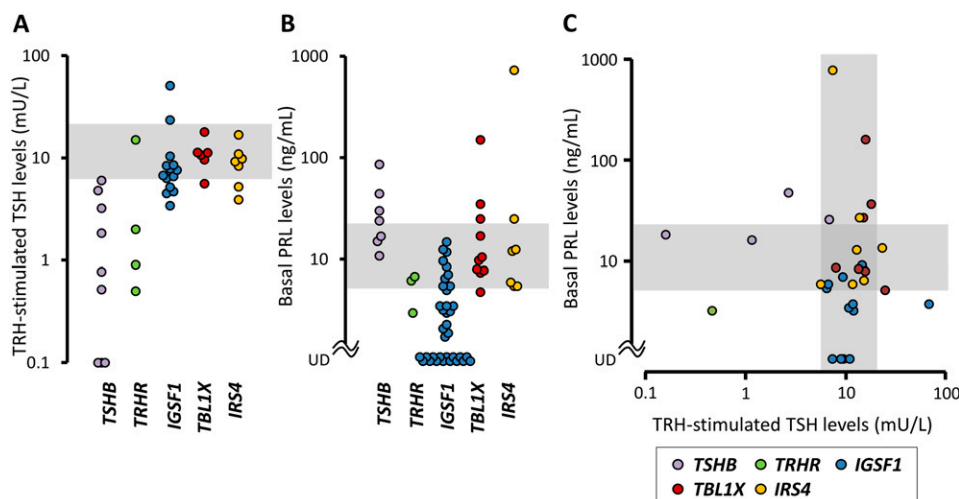 A
TRH-stimulated TSH levels (mU/L)
100
10
1
0.1
TSHB
TRHR
IGSF1
TBL1X
IRS4
B
Basal PRL levels (ng/mL)
1000
100
10
UD
TSHB
TRHR
IGSF1
TBL1X
IRS4
C
Basal PRL levels (ng/mL)
1000
100
10
UD
0.1 1 10 100
TRH-stimulated TSH levels (mU/L)
TSHB TRHR IGSF1
TBL1X IRS4